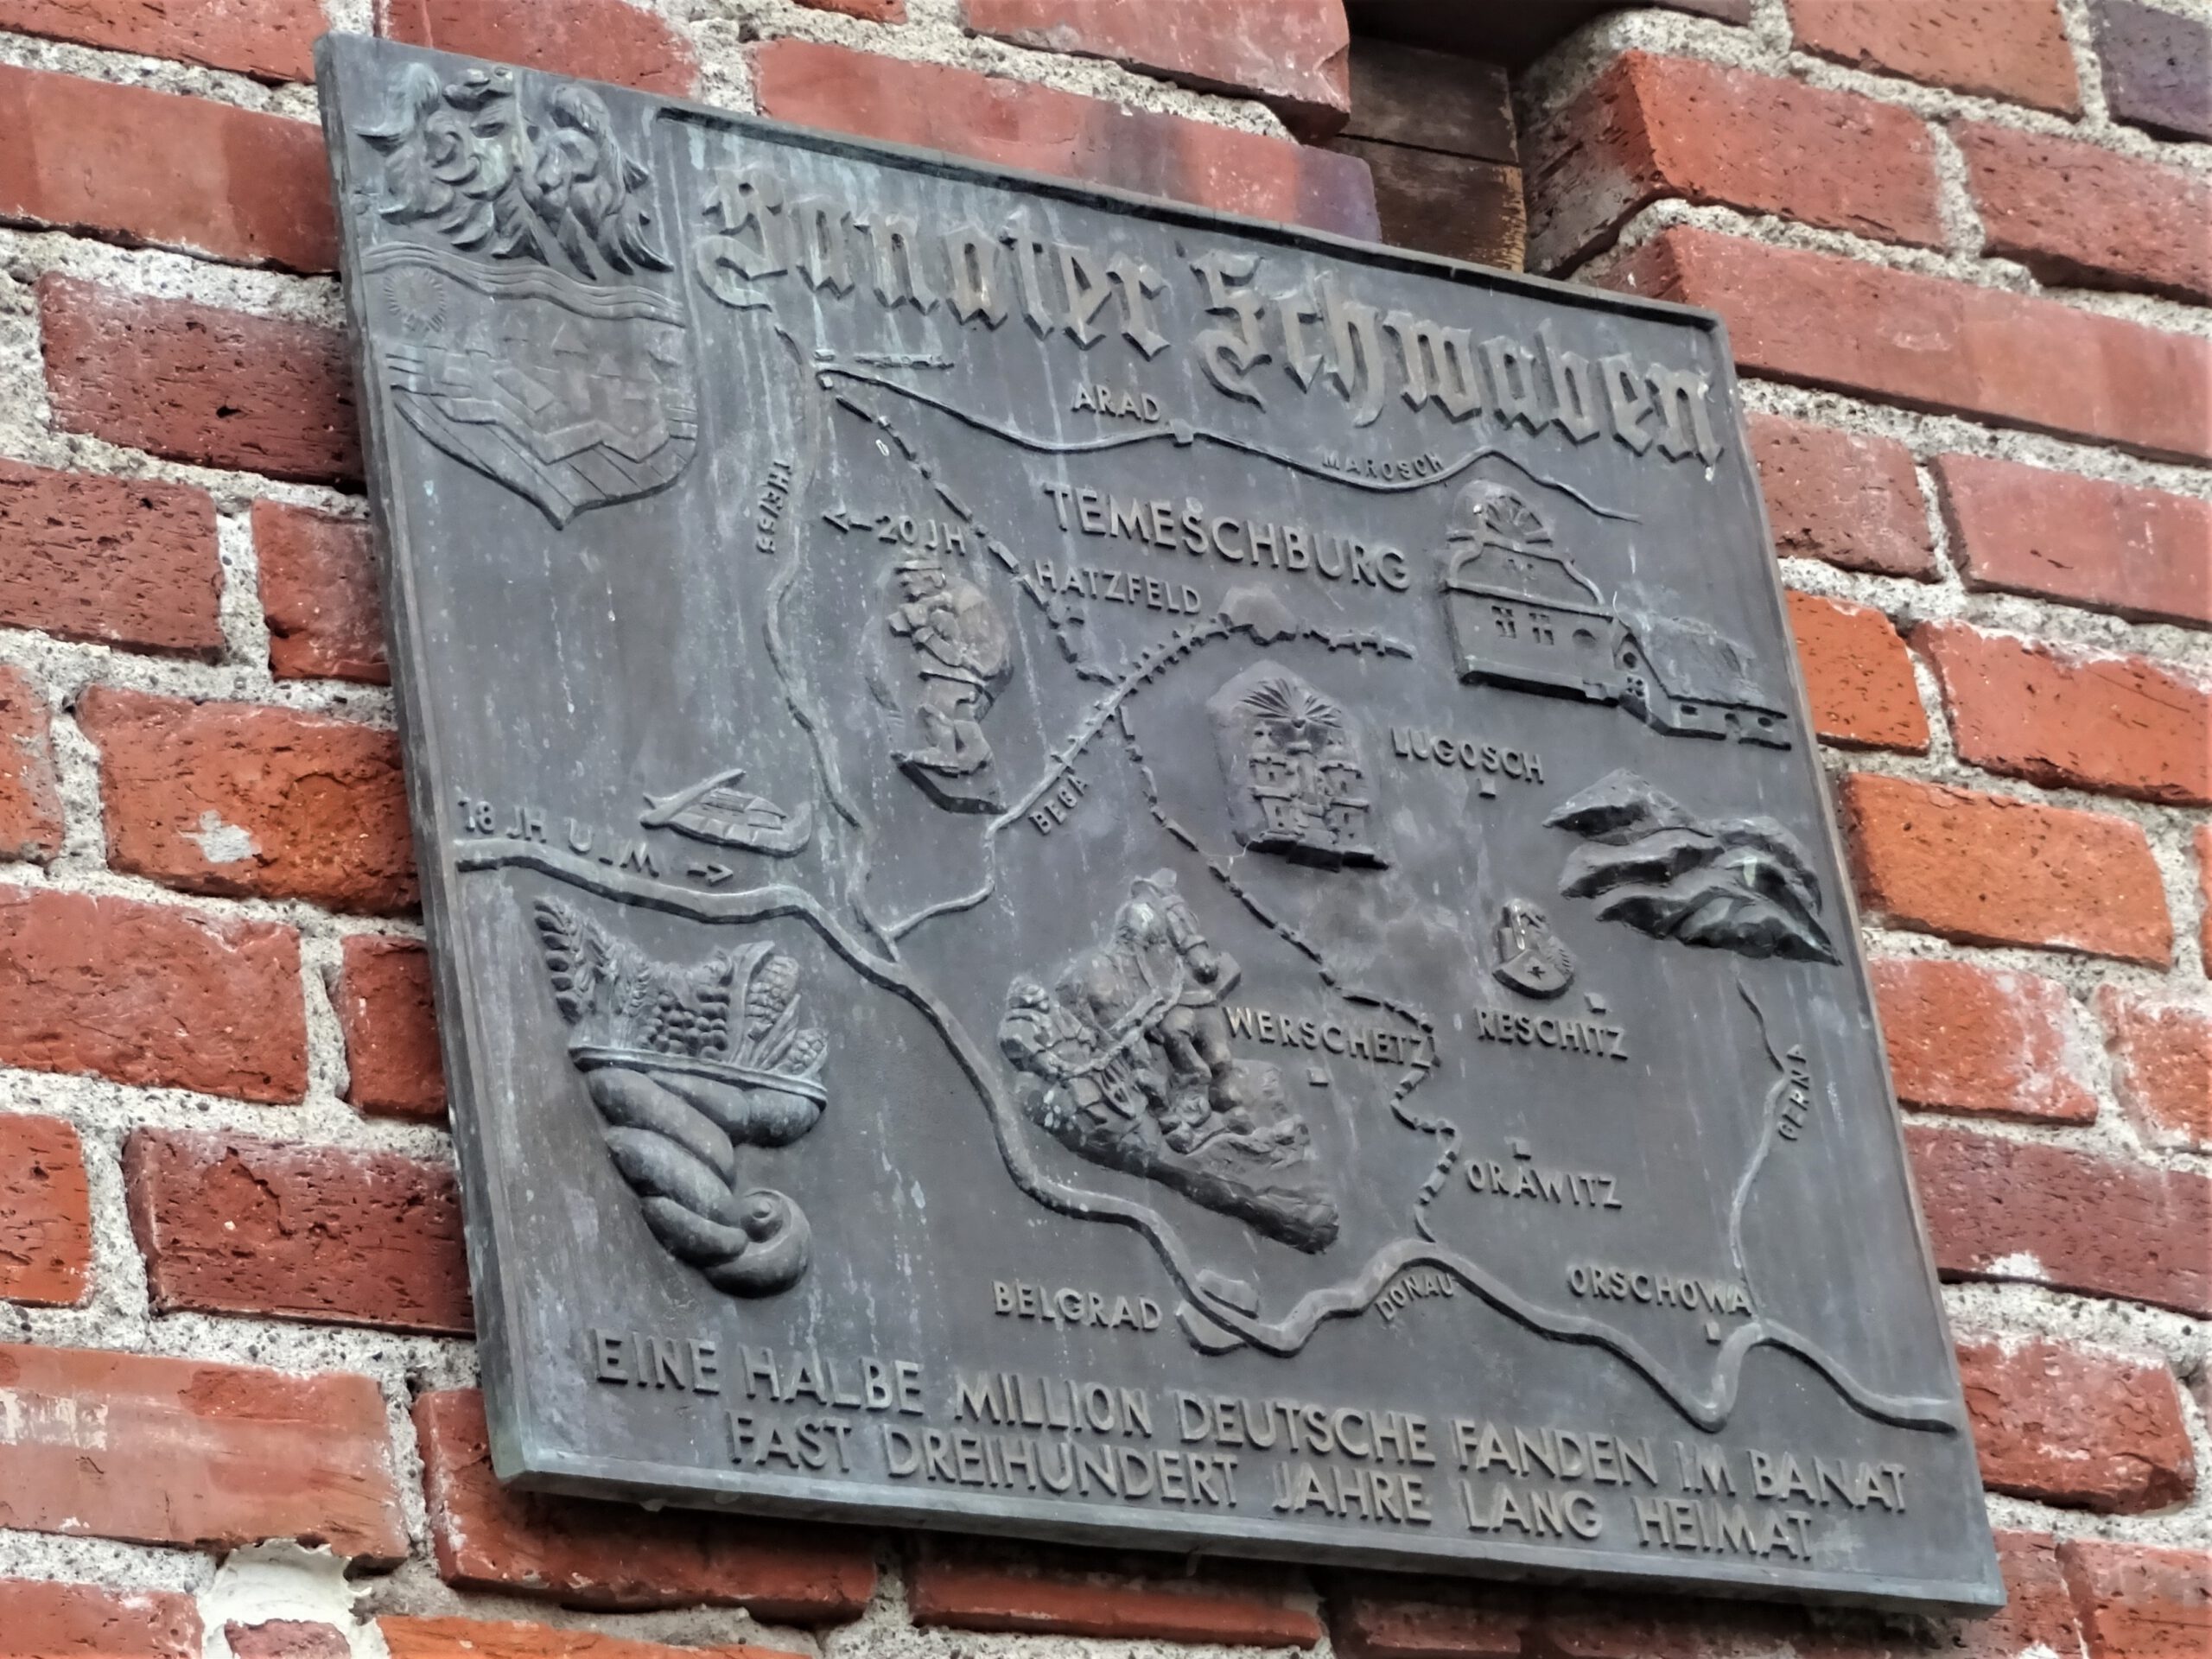 Banater Schwaben
ARAD
MAROSCH
THEISS
TEMESCHBURG
←20 JH
HATZFELD
LUGOSCH
BEGA
18 JH ULM →
WERSCHETZ
RESCHITZ
CERNA
ORAWITZ
ORSCHOWA
BELGRAD
DONAU
EINE HALBE MILLION DEUTSCHE FANDEN IM BANAT
FAST DREIHUNDERT JAHRE LANG HEIMAT